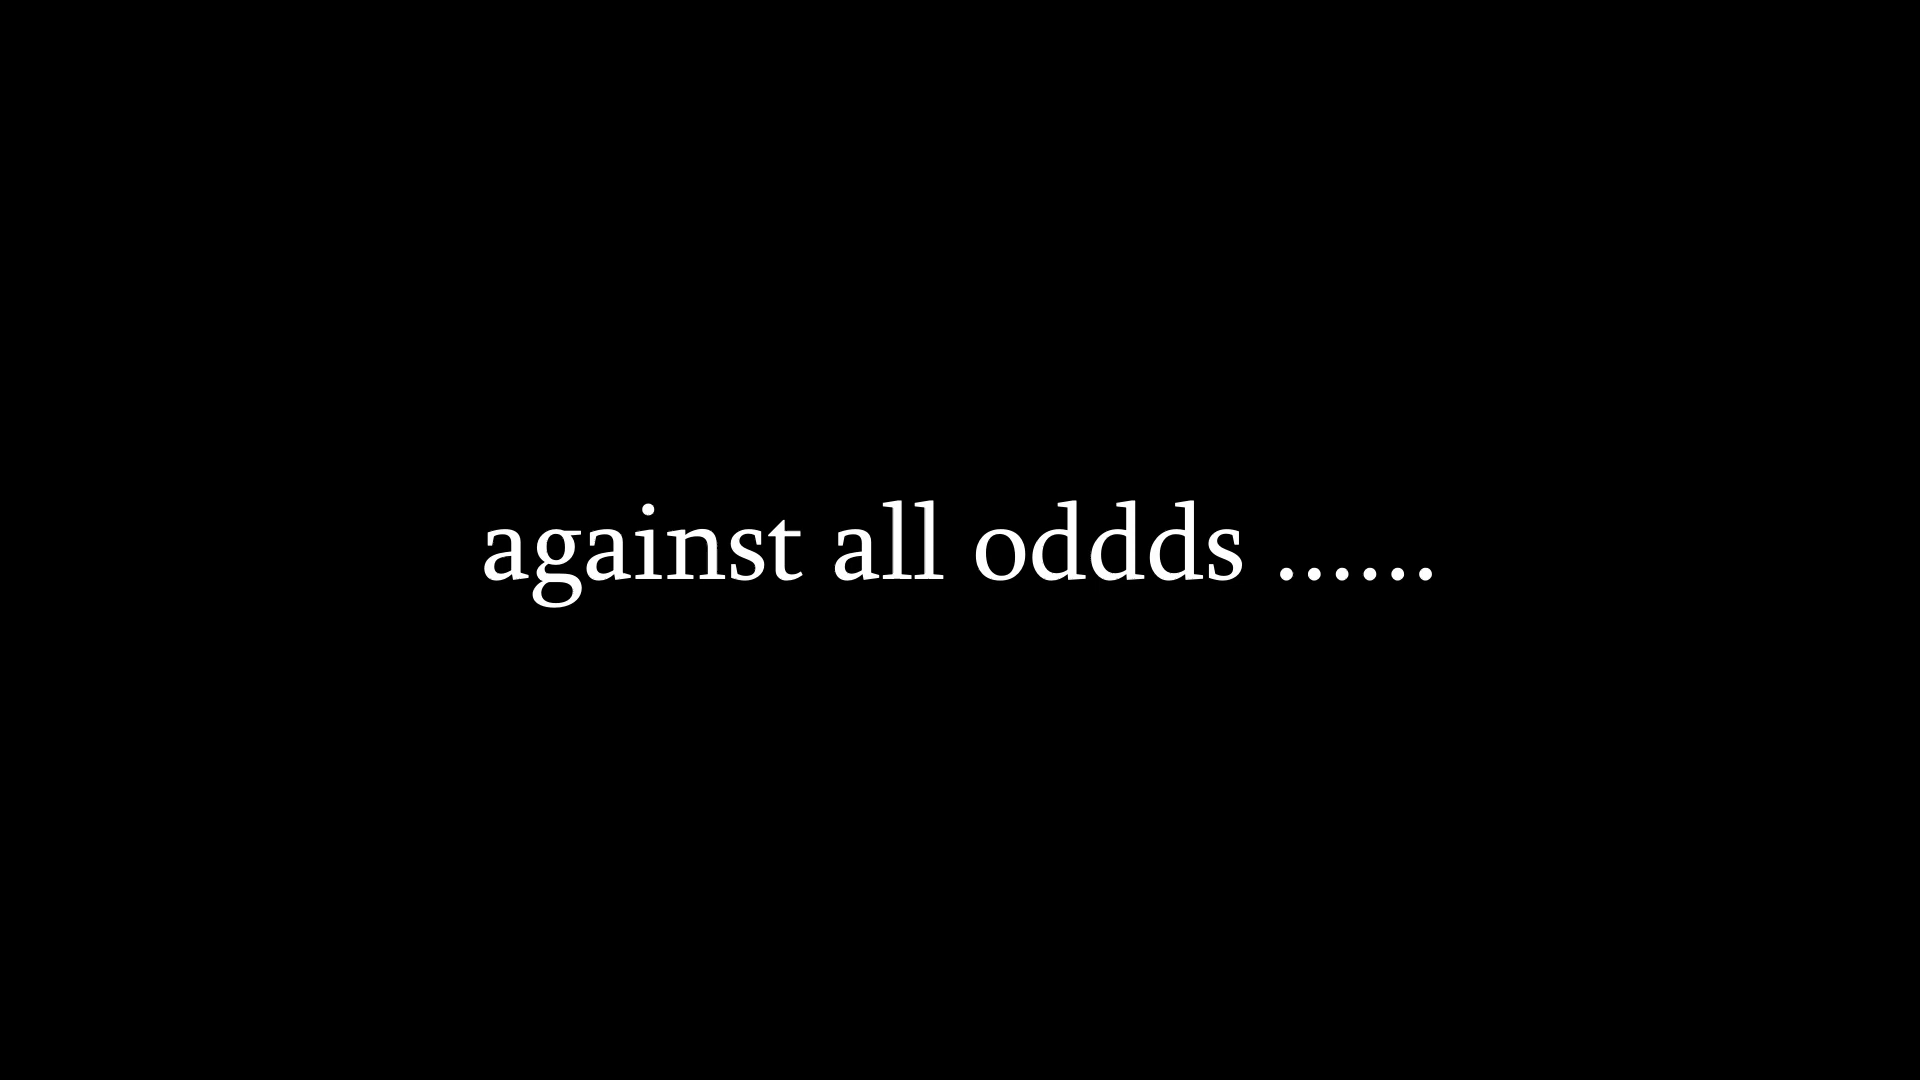 against all oddds ......